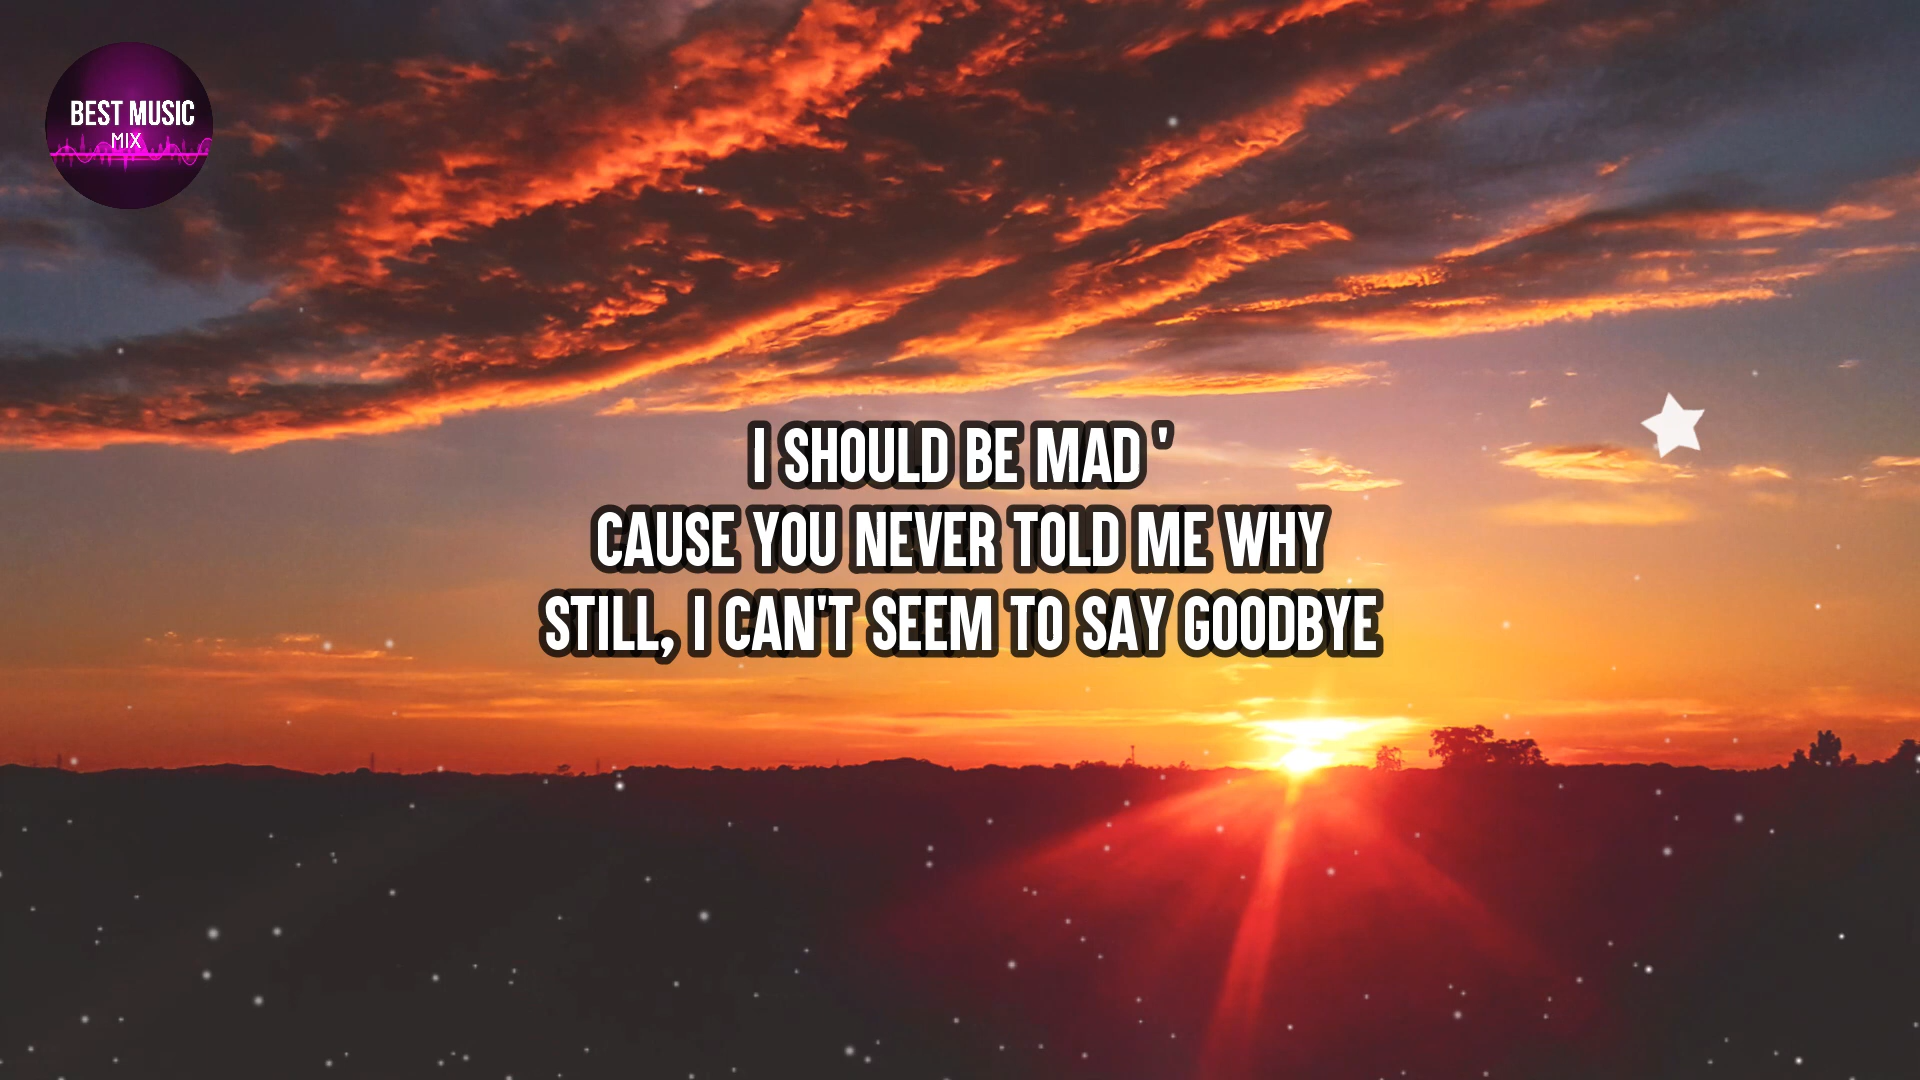 BEST MUSIC
MIX
I SHOULD BE MAD '
CAUSE YOU NEVER TOLD ME WHY
STILL, I CAN'T SEEM TO SAY GOODBYE